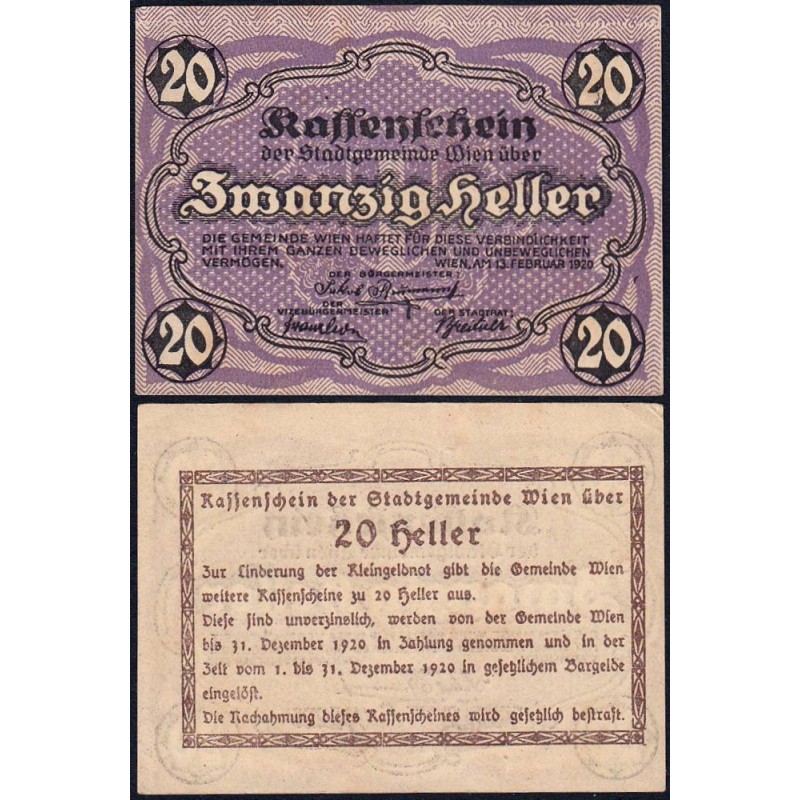 20 20
Kassenschein
der Stadtgemeinde Wien über
Zwanzig Heller
DIE GEMEINDE WIEN HAFTET FÜR DIESE VERBINDLICHKEIT
MIT IHREM GANZEN BEWEGLICHEN UND UNBEWEGLICHEN
VERMÖGEN. WIEN, AM 13. FEBRUAR 1920
DER BÜRGERMEISTER:
Jakob Reumann
DER
VIZEBÜRGERMEISTER: DER STADTRAT:
20 20
Kassenschein der Stadtgemeinde Wien über
20 Heller
Zur Linderung der Kleingeldnot gibt die Gemeinde Wien
weitere Kassenscheine zu 20 Heller aus.
Diese sind unverzinslich, werden von der Gemeinde Wien
bis 31. Dezember 1920 in Zahlung genommen und in der
Zeit vom 1. bis 31. Dezember 1920 in gesetzlichem Bargelde
eingelöst.
Die Nachahmung dieses Kassenscheines wird gesetzlich bestraft.